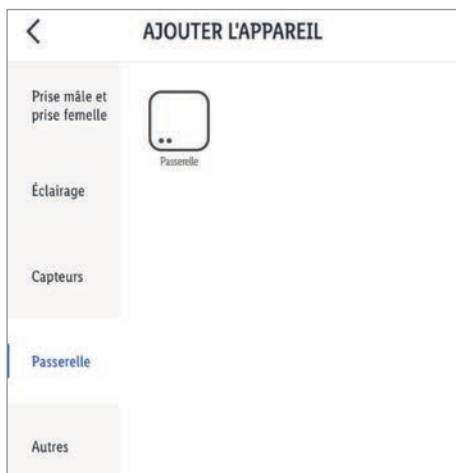 AJOUTER L'APPAREIL
Prise mâle et
prise femelle
Passerelle
Éclairage
Capteurs
Passerelle
Autres